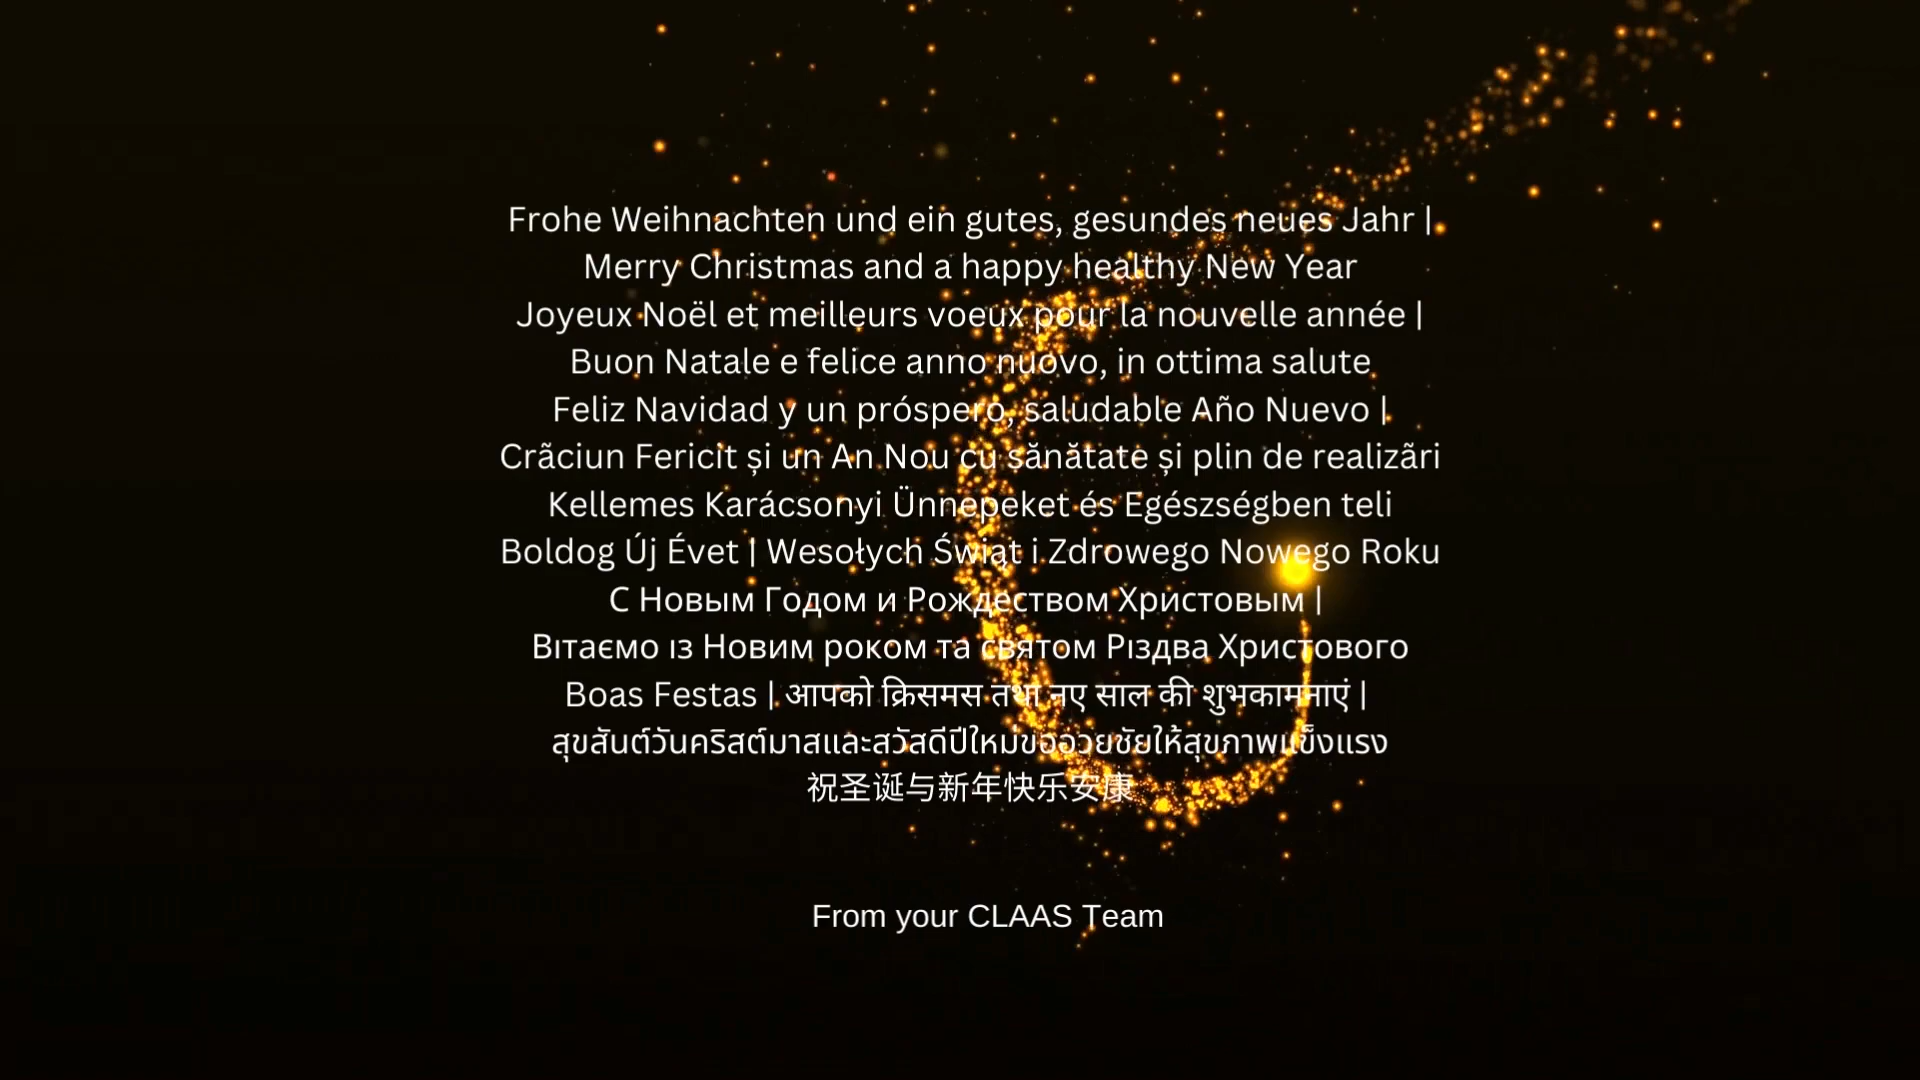 Frohe Weihnachten und ein gutes, gesundes neues Jahr |
Merry Christmas and a happy healthy New Year
Joyeux Noël et meilleurs voeux pour la nouvelle année |
Buon Natale e felice anno nuovo, in ottima salute
Feliz Navidad y un próspero, saludable Año Nuevo |
Crãciun Fericit și un An Nou cu sănătate și plin de realizãri
Kellemes Karácsonyi Ünnepeket és Egészségben teli
Boldog Új Évet | Wesołych Świąt i Zdrowego Nowego Roku
С Новым Годом и Рождеством Христовым |
Вітаємо із Новим роком та святом Різдва Христового
Boas Festas | आपको क्रिसमस तथा नए साल की शुभकामनाएं |
สุขสันต์วันคริสต์มาสและสวัสดีปีใหม่ขออวยชัยให้สุขภาพแข็งแรง
祝圣诞与新年快乐安康
From your CLAAS Team